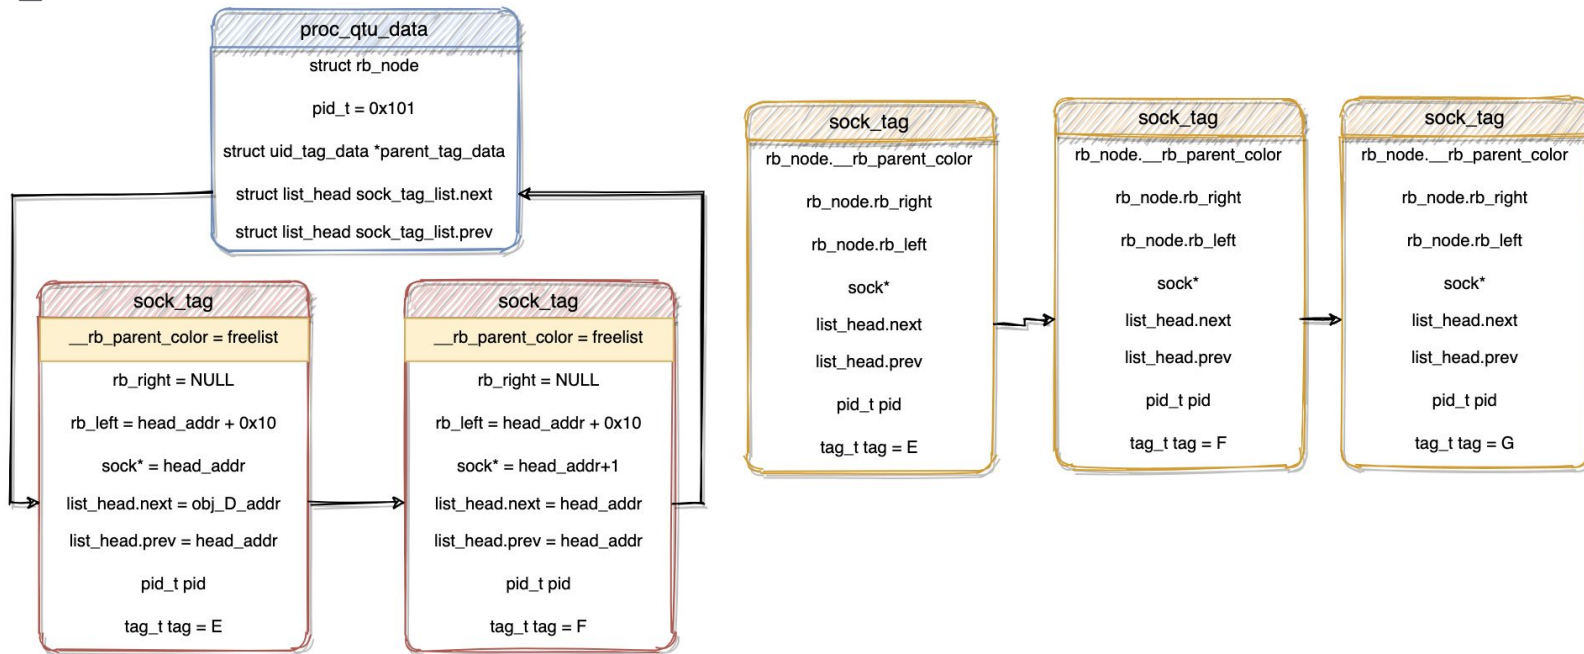 proc_qtu_data
struct rb_node
pid_t = 0x101
struct uid_tag_data *parent_tag_data
struct list_head sock_tag_list.next
struct list_head sock_tag_list.prev
sock_tag
__rb_parent_color = freelist
rb_right = NULL
rb_left = head_addr + 0x10
sock* = head_addr
list_head.next = obj_D_addr
list_head.prev = head_addr
pid_t pid
tag_t tag = E
sock_tag
__rb_parent_color = freelist
rb_right = NULL
rb_left = head_addr + 0x10
sock* = head_addr+1
list_head.next = head_addr
list_head.prev = head_addr
pid_t pid
tag_t tag = F
sock_tag
rb_node.__rb_parent_color
rb_node.rb_right
rb_node.rb_left
sock*
list_head.next
list_head.prev
pid_t pid
tag_t tag = E
sock_tag
rb_node.__rb_parent_color
rb_node.rb_right
rb_node.rb_left
sock*
list_head.next
list_head.prev
pid_t pid
tag_t tag = F
sock_tag
rb_node.__rb_parent_color
rb_node.rb_right
rb_node.rb_left
sock*
list_head.next
list_head.prev
pid_t pid
tag_t tag = G